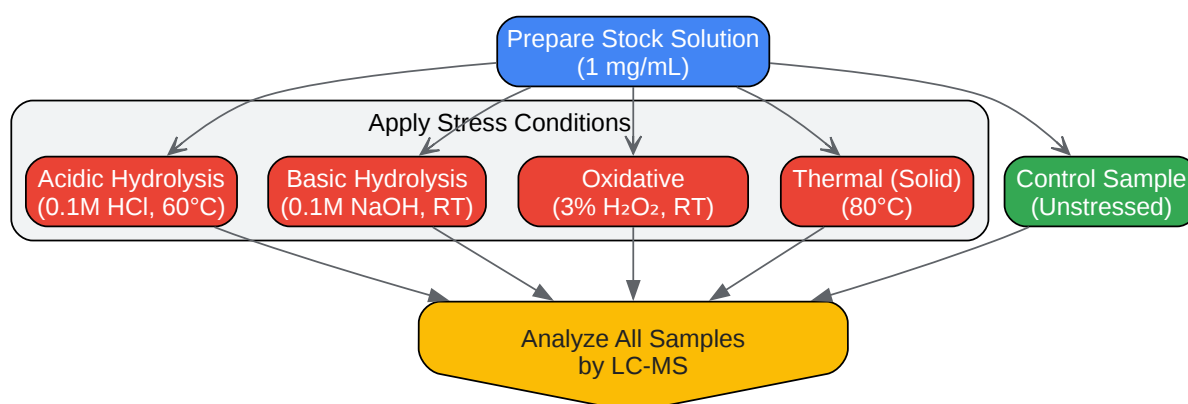 Prepare Stock Solution
(1 mg/mL)
Apply Stress Conditions
Acidic Hydrolysis
(0.1M HCl, 60°C)
Basic Hydrolysis
(0.1M NaOH, RT)
Oxidative
(3% H₂O₂, RT)
Thermal (Solid)
(80°C)
Control Sample
(Unstressed)
Analyze All Samples
by LC-MS